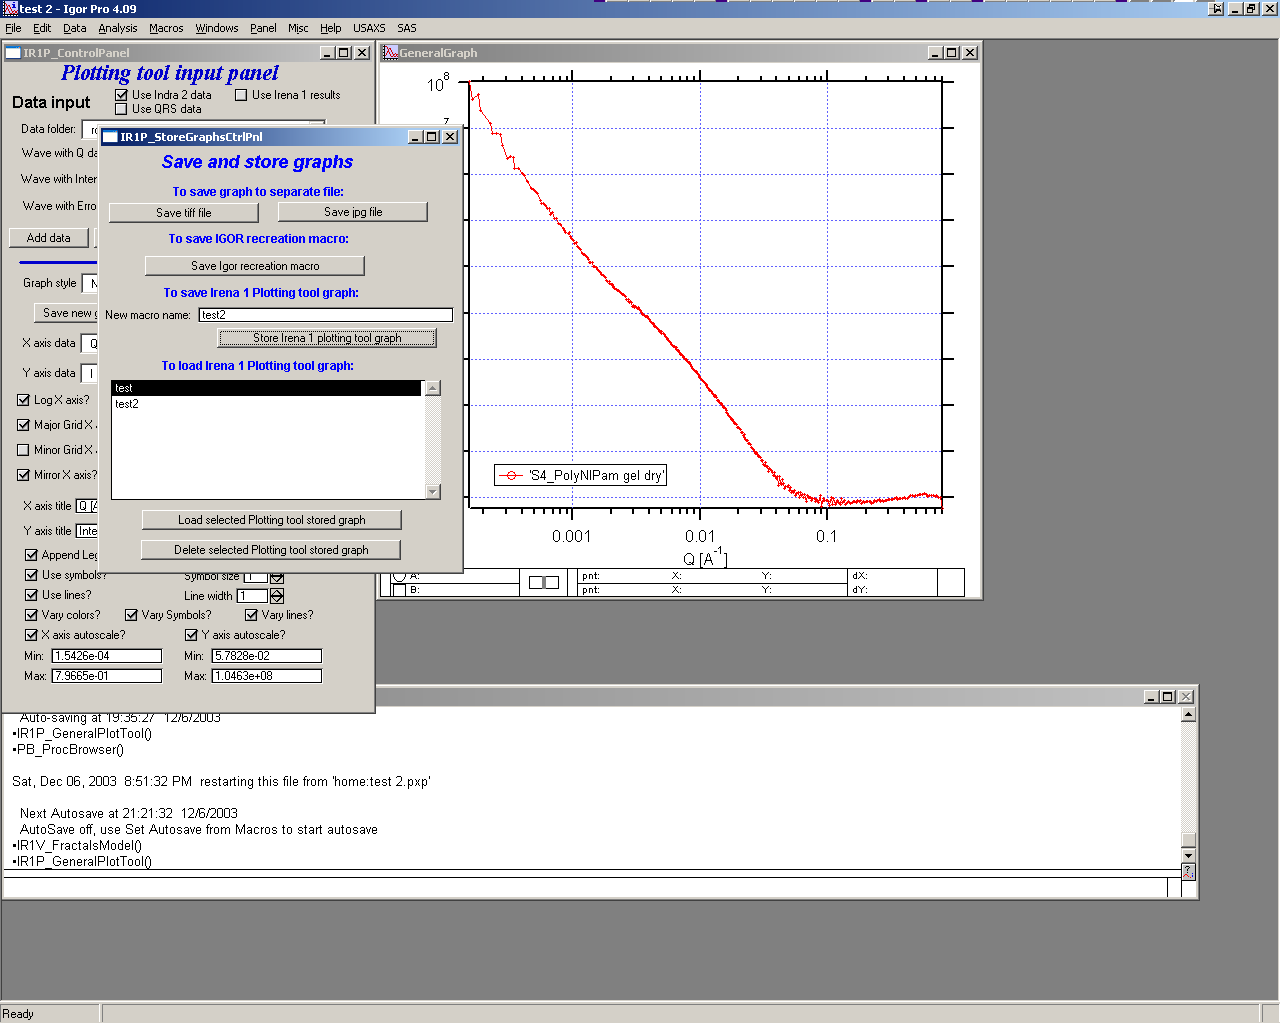 test 2 - Igor Pro 4.09
File Edit Data Analysis Macros Windows Panel Misc Help USAXS SAS
IR1P_ControlPanel
Plotting tool input panel
Data input
Use Indra 2 data
Use Irena 1 results
Use QRS data
Data folder:
Wave with Q da
Wave with Inter
Wave with Erro
Add data
Graph style
Save new g
X axis data Q
Y axis data I
Log X axis?
Major Grid X
Minor Grid X
Mirror X axis?
X axis title Q [A
Y axis title Inte
Append Leg
Use symbols? Symbol size 1
Use lines? Line width 1
Vary colors? Vary Symbols? Vary lines?
X axis autoscale? Y axis autoscale?
Min: 1.5426e-04 Min: 5.7828e-02
Max: 7.9665e-01 Max: 1.0463e+08
IR1P_StoreGraphsCtrlPnl
Save and store graphs
To save graph to separate file:
Save tiff file Save jpg file
To save IGOR recreation macro:
Save Igor recreation macro
To save Irena 1 Plotting tool graph:
New macro name: test2
Store Irena 1 plotting tool graph
To load Irena 1 Plotting tool graph:
test
test2
Load selected Plotting tool stored graph
Delete selected Plotting tool stored graph
GeneralGraph
10^8
7
'S4_PolyNIPam gel dry'
0.001 0.01 0.1
Q [A^-1]
A: pnt: X: Y: dX:
B: pnt: X: Y: dY:
Auto-saving at 19:35:27 12/6/2003
•IR1P_GeneralPlotTool()
•PB_ProcBrowser()
Sat, Dec 06, 2003 8:51:32 PM restarting this file from 'home:test 2.pxp'
Next Autosave at 21:21:32 12/6/2003
AutoSave off, use Set Autosave from Macros to start autosave
•IR1V_FractalsModel()
•IR1P_GeneralPlotTool()
Ready